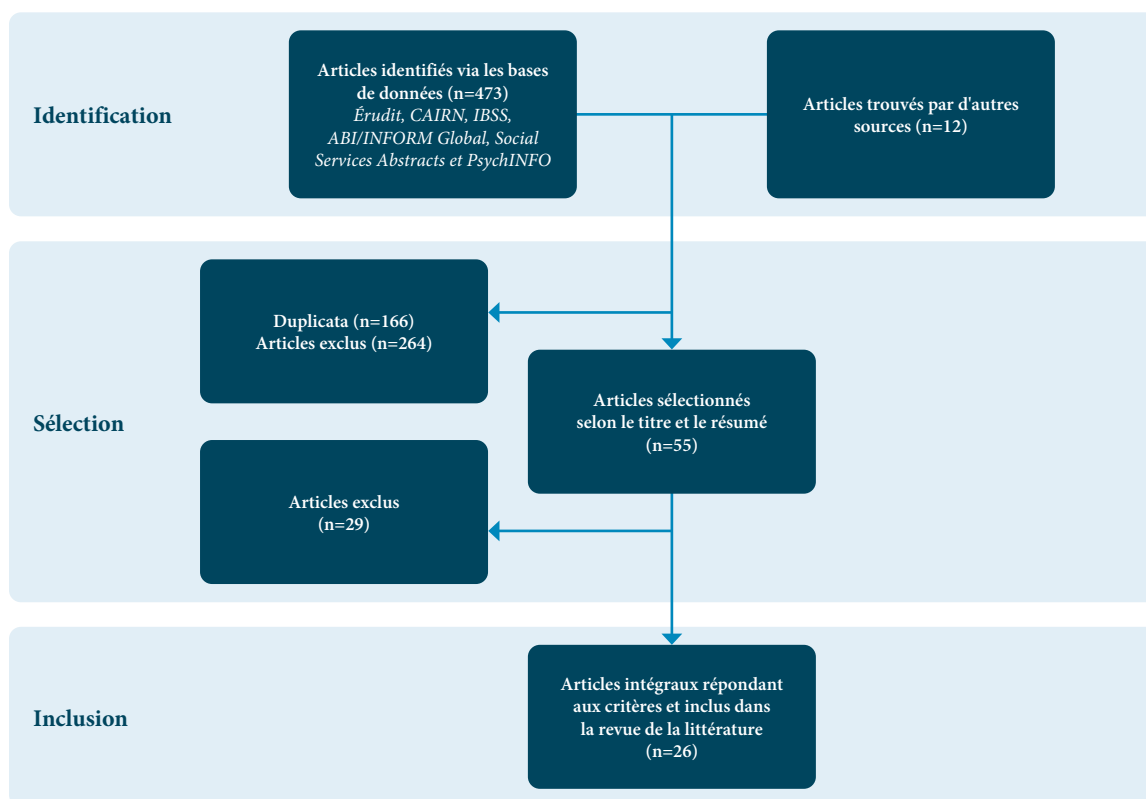 Identification
Articles identifiés via les bases
de données (n=473)
Érudit, CAIRN, IBSS,
ABI/INFORM Global, Social
Services Abstracts et PsychINFO
Articles trouvés par d'autres
sources (n=12)
Sélection
Duplicata (n=166)
Articles exclus (n=264)
Articles sélectionnés
selon le titre et le résumé
(n=55)
Articles exclus
(n=29)
Inclusion
Articles intégraux répondant
aux critères et inclus dans
la revue de la littérature
(n=26)